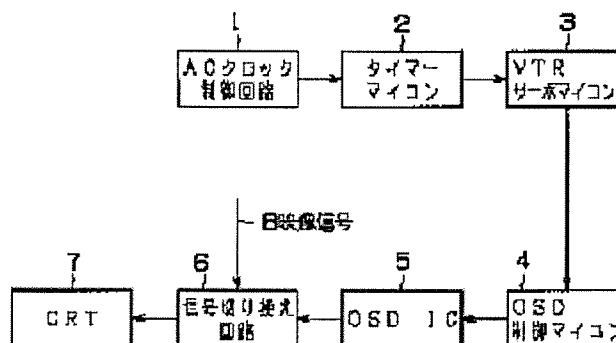 1
ACクロック
制御回路
2
タイマー
マイコン
3
VTR
サーボマイコン
B映像信号
7
CRT
6
信号切り換え
回路
5
OSD IC
4
OSD
制御マイコン